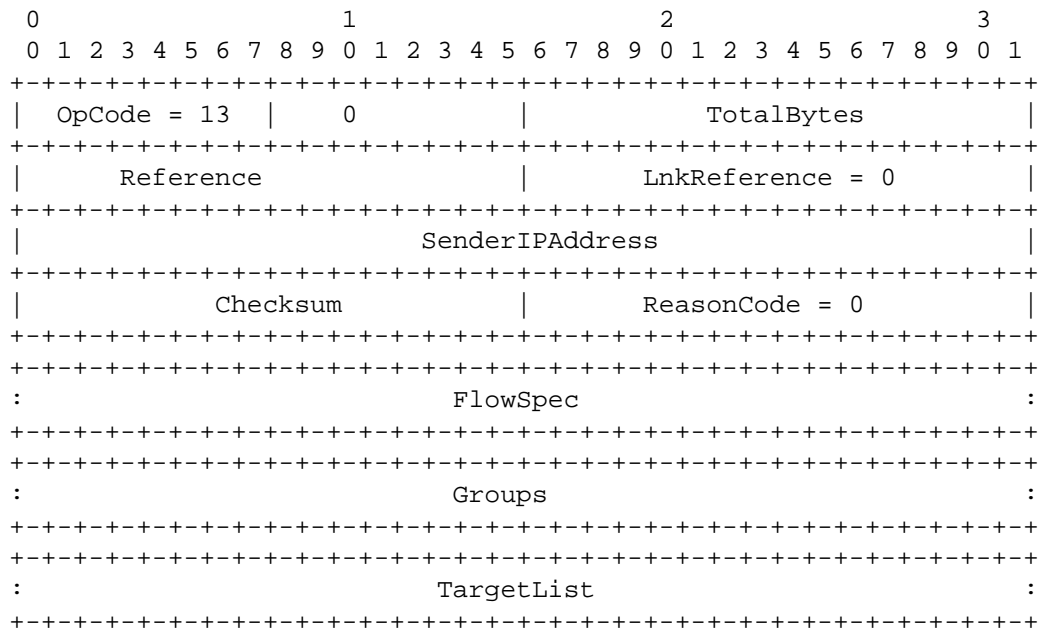 0                   1                   2                   3
 0 1 2 3 4 5 6 7 8 9 0 1 2 3 4 5 6 7 8 9 0 1 2 3 4 5 6 7 8 9 0 1
+-+-+-+-+-+-+-+-+-+-+-+-+-+-+-+-+-+-+-+-+-+-+-+-+-+-+-+-+-+-+-+-+
|  OpCode = 13  |    0          |           TotalBytes          |
+-+-+-+-+-+-+-+-+-+-+-+-+-+-+-+-+-+-+-+-+-+-+-+-+-+-+-+-+-+-+-+-+
|      Reference                |       LnkReference = 0        |
+-+-+-+-+-+-+-+-+-+-+-+-+-+-+-+-+-+-+-+-+-+-+-+-+-+-+-+-+-+-+-+-+
|                         SenderIPAddress                       |
+-+-+-+-+-+-+-+-+-+-+-+-+-+-+-+-+-+-+-+-+-+-+-+-+-+-+-+-+-+-+-+-+
|            Checksum           |       ReasonCode = 0          |
+-+-+-+-+-+-+-+-+-+-+-+-+-+-+-+-+-+-+-+-+-+-+-+-+-+-+-+-+-+-+-+-+
+-+-+-+-+-+-+-+-+-+-+-+-+-+-+-+-+-+-+-+-+-+-+-+-+-+-+-+-+-+-+-+-+
:                           FlowSpec                            :
+-+-+-+-+-+-+-+-+-+-+-+-+-+-+-+-+-+-+-+-+-+-+-+-+-+-+-+-+-+-+-+-+
+-+-+-+-+-+-+-+-+-+-+-+-+-+-+-+-+-+-+-+-+-+-+-+-+-+-+-+-+-+-+-+-+
:                           Groups                              :
+-+-+-+-+-+-+-+-+-+-+-+-+-+-+-+-+-+-+-+-+-+-+-+-+-+-+-+-+-+-+-+-+
+-+-+-+-+-+-+-+-+-+-+-+-+-+-+-+-+-+-+-+-+-+-+-+-+-+-+-+-+-+-+-+-+
:                          TargetList                           :
+-+-+-+-+-+-+-+-+-+-+-+-+-+-+-+-+-+-+-+-+-+-+-+-+-+-+-+-+-+-+-+-+